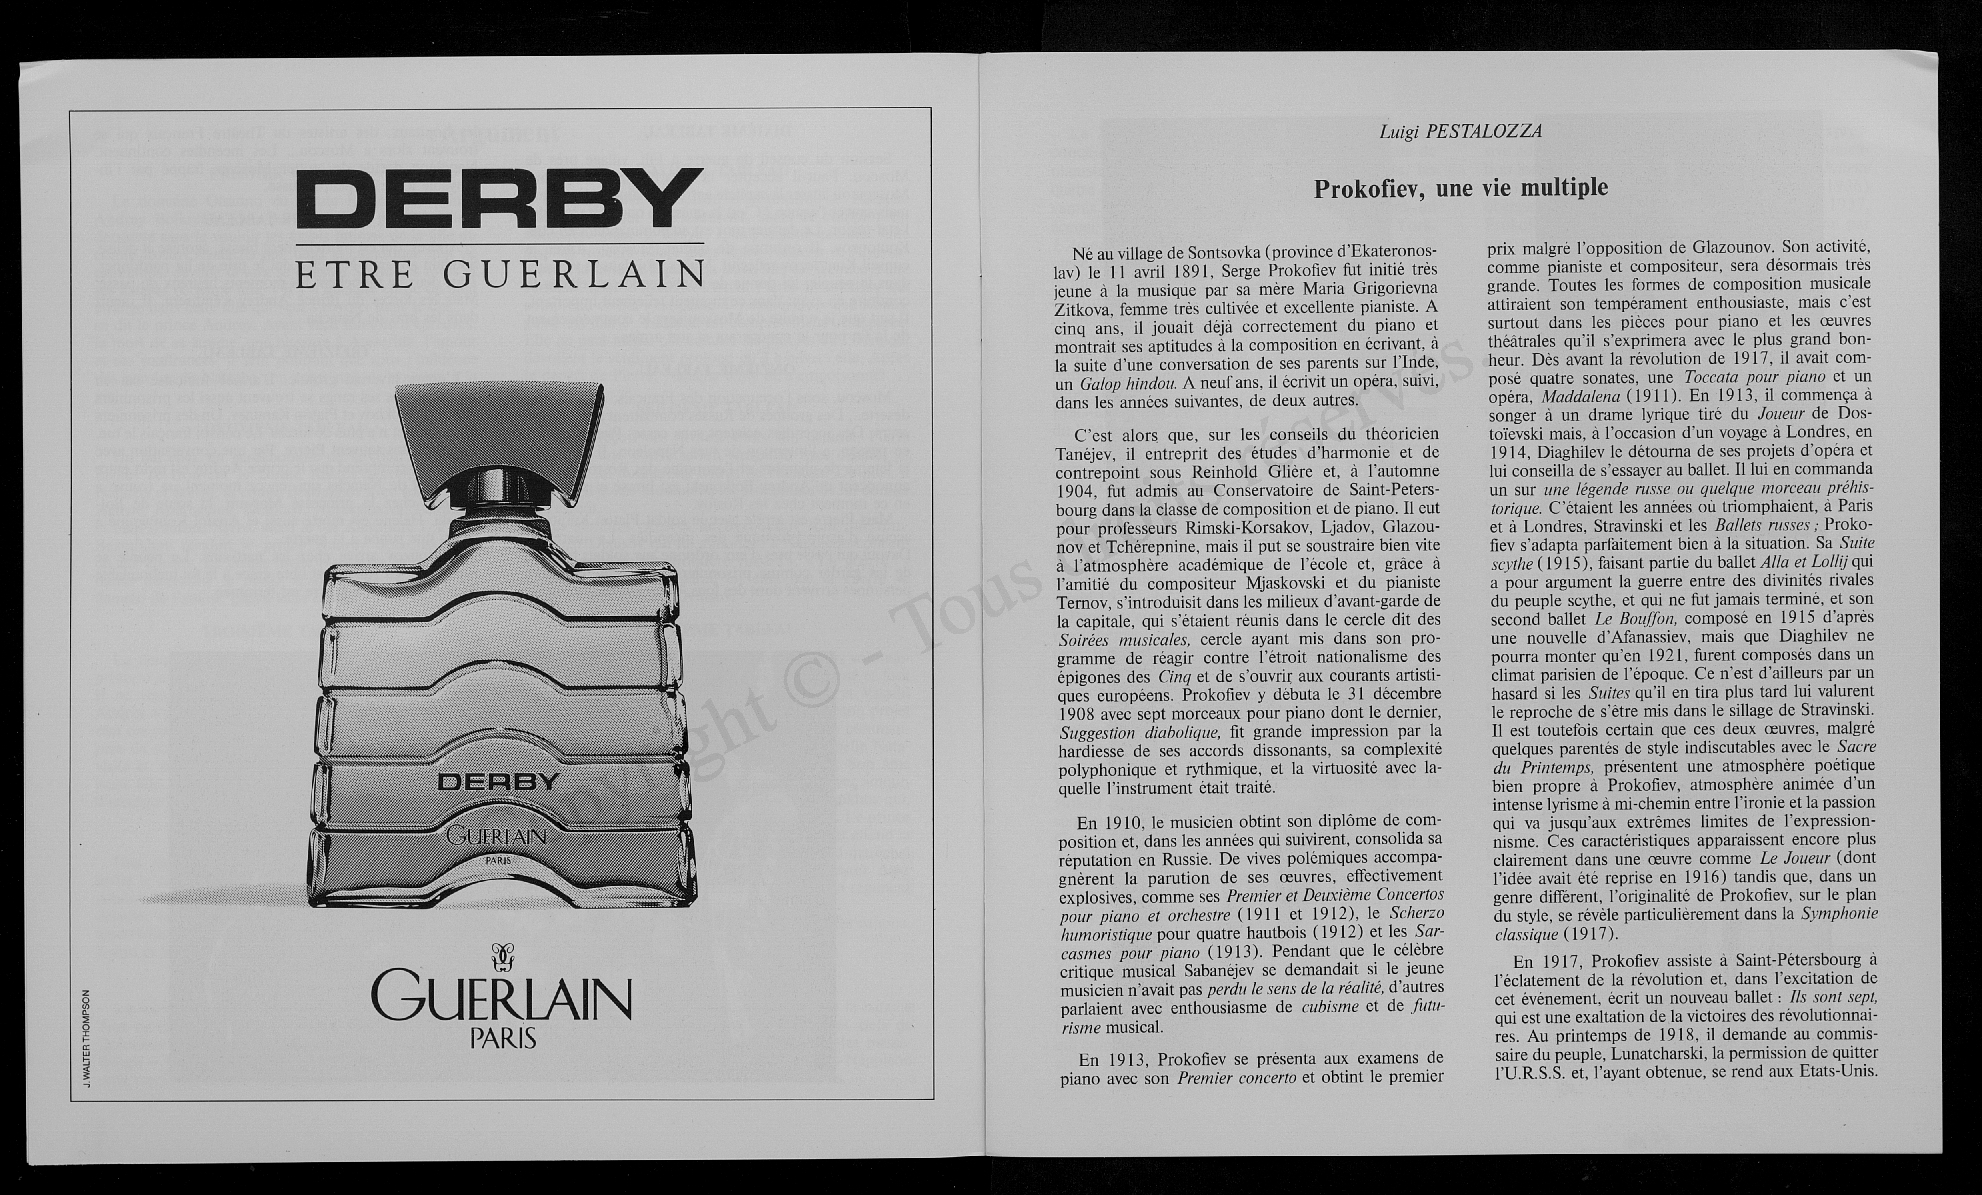 DERBY
ETRE GUERLAIN
DERBY
GUERLAIN
PARIS
GUERLAIN
PARIS
J. WALTER THOMPSON
Luigi PESTALOZZA
Prokofiev, une vie multiple
Né au village de Sontsovka (province d'Ekateronos-
lav) le 11 avril 1891, Serge Prokofiev fut initié très
jeune à la musique par sa mère Maria Grigorievna
Zitkova, femme très cultivée et excellente pianiste. A
cinq ans, il jouait déjà correctement du piano et
montrait ses aptitudes à la composition en écrivant, à
la suite d'une conversation de ses parents sur l'Inde,
un Galop hindou. A neuf ans, il écrivit un opéra, suivi,
dans les années suivantes, de deux autres.
C'est alors que, sur les conseils du théoricien
Tanéjev, il entreprit des études d'harmonie et de
contrepoint sous Reinhold Glière et, à l'automne
1904, fut admis au Conservatoire de Saint-Peters-
bourg dans la classe de composition et de piano. Il eut
pour professeurs Rimski-Korsakov, Ljadov, Glazou-
nov et Tchérepnine, mais il put se soustraire bien vite
à l'atmosphère académique de l'école et, grâce à
l'amitié du compositeur Mjaskovski et du pianiste
Ternov, s'introduisit dans les milieux d'avant-garde de
la capitale, qui s'étaient réunis dans le cercle dit des
Soirées musicales, cercle ayant mis dans son pro-
gramme de réagir contre l'étroit nationalisme des
épigones des Cinq et de s'ouvrir aux courants artisti-
ques européens. Prokofiev y débuta le 31 décembre
1908 avec sept morceaux pour piano dont le dernier,
Suggestion diabolique, fit grande impression par la
hardiesse de ses accords dissonants, sa complexité
polyphonique et rythmique, et la virtuosité avec la-
quelle l'instrument était traité.
En 1910, le musicien obtint son diplôme de com-
position et, dans les années qui suivirent, consolida sa
réputation en Russie. De vives polémiques accompa-
gnèrent la parution de ses œuvres, effectivement
explosives, comme ses Premier et Deuxième Concertos
pour piano et orchestre (1911 et 1912), le Scherzo
humoristique pour quatre hautbois (1912) et les Sar-
casmes pour piano (1913). Pendant que le célèbre
critique musical Sabanéjev se demandait si le jeune
musicien n'avait pas perdu le sens de la réalité, d'autres
parlaient avec enthousiasme de cubisme et de futu-
risme musical.
En 1913, Prokofiev se présenta aux examens de
piano avec son Premier concerto et obtint le premier
prix malgré l'opposition de Glazounov. Son activité,
comme pianiste et compositeur, sera désormais très
grande. Toutes les formes de composition musicale
attiraient son tempérament enthousiaste, mais c'est
surtout dans les pièces pour piano et les œuvres
théâtrales qu'il s'exprimera avec le plus grand bon-
heur. Dès avant la révolution de 1917, il avait com-
posé quatre sonates, une Toccata pour piano et un
opéra, Maddalena (1911). En 1913, il commença à
songer à un drame lyrique tiré du Joueur de Dos-
toïevski mais, à l'occasion d'un voyage à Londres, en
1914, Diaghilev le détourna de ses projets d'opéra et
lui conseilla de s'essayer au ballet. Il lui en commanda
un sur une légende russe ou quelque morceau préhis-
torique. C'étaient les années où triomphaient, à Paris
et à Londres, Stravinski et les Ballets russes ; Proko-
fiev s'adapta parfaitement bien à la situation. Sa Suite
scythe (1915), faisant partie du ballet Alla et Lollij qui
a pour argument la guerre entre des divinités rivales
du peuple scythe, et qui ne fut jamais terminé, et son
second ballet Le Bouffon, composé en 1915 d'après
une nouvelle d'Afanassiev, mais que Diaghilev ne
pourra monter qu'en 1921, furent composés dans un
climat parisien de l'époque. Ce n'est d'ailleurs par un
hasard si les Suites qu'il en tira plus tard lui valurent
le reproche de s'être mis dans le sillage de Stravinski.
Il est toutefois certain que ces deux œuvres, malgré
quelques parentés de style indiscutables avec le Sacre
du Printemps, présentent une atmosphère poétique
bien propre à Prokofiev, atmosphère animée d'un
intense lyrisme à mi-chemin entre l'ironie et la passion
qui va jusqu'aux extrêmes limites de l'expression-
nisme. Ces caractéristiques apparaissent encore plus
clairement dans une œuvre comme Le Joueur (dont
l'idée avait été reprise en 1916) tandis que, dans un
genre différent, l'originalité de Prokofiev, sur le plan
du style, se révèle particulièrement dans la Symphonie
classique (1917).
En 1917, Prokofiev assiste à Saint-Pétersbourg à
l'éclatement de la révolution et, dans l'excitation de
cet événement, écrit un nouveau ballet : Ils sont sept,
qui est une exaltation de la victoires des révolutionnai-
res. Au printemps de 1918, il demande au commis-
saire du peuple, Lunatcharski, la permission de quitter
l'U.R.S.S. et, l'ayant obtenue, se rend aux Etats-Unis.